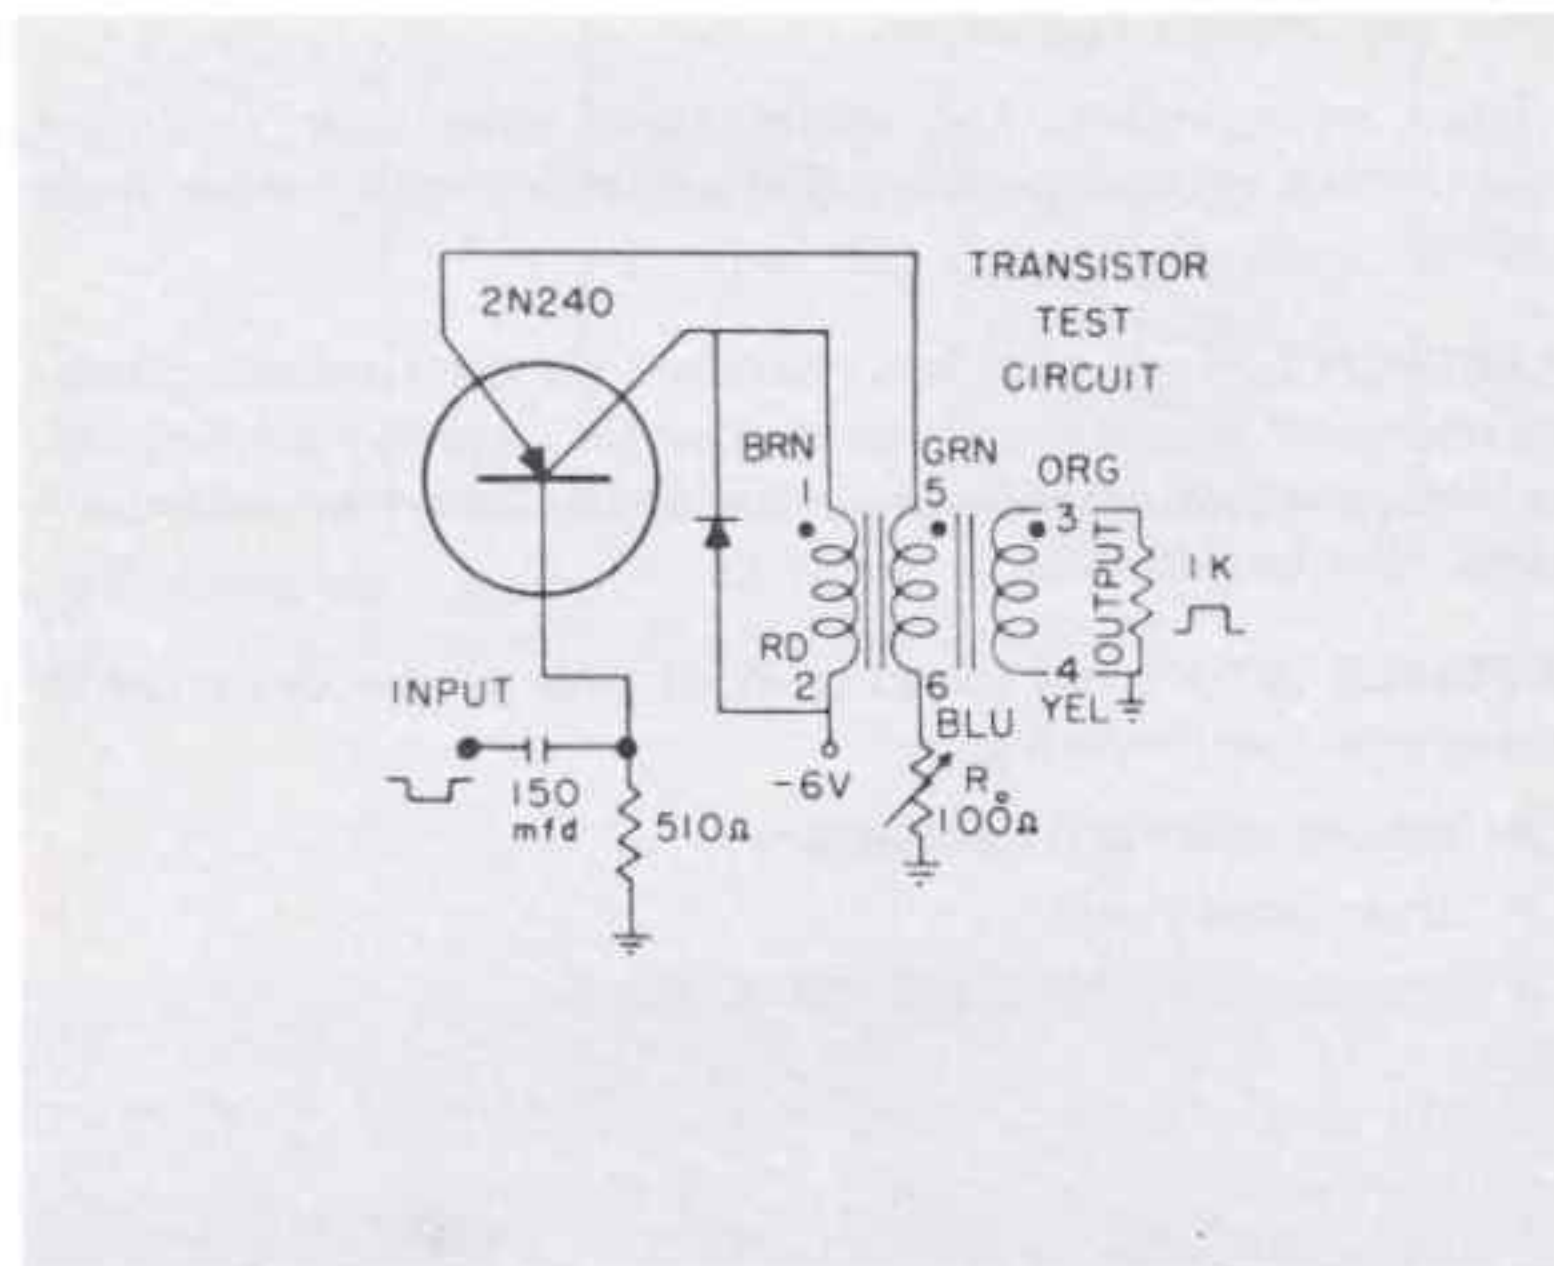 TRANSISTOR
TEST
CIRCUIT
2N240
BRN
GRN
ORG
1
5
3
OUTPUT
1K
RD
2
6
4
BLU
YEL
INPUT
-6V
Re
100Ω
150
mfd
510Ω